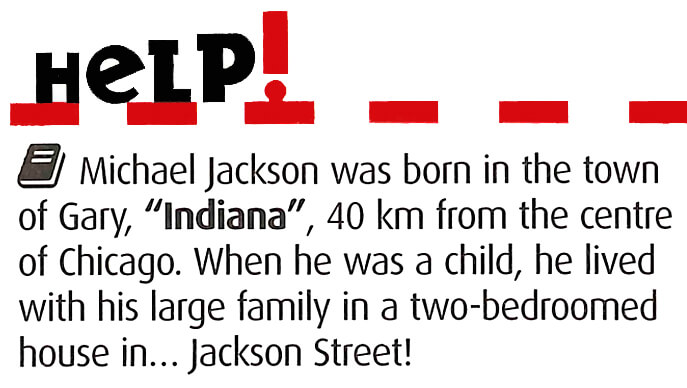 HeLP!
Michael Jackson was born in the town
of Gary, “Indiana”, 40 km from the centre
of Chicago. When he was a child, he lived
with his large family in a two-bedroomed
house in... Jackson Street!